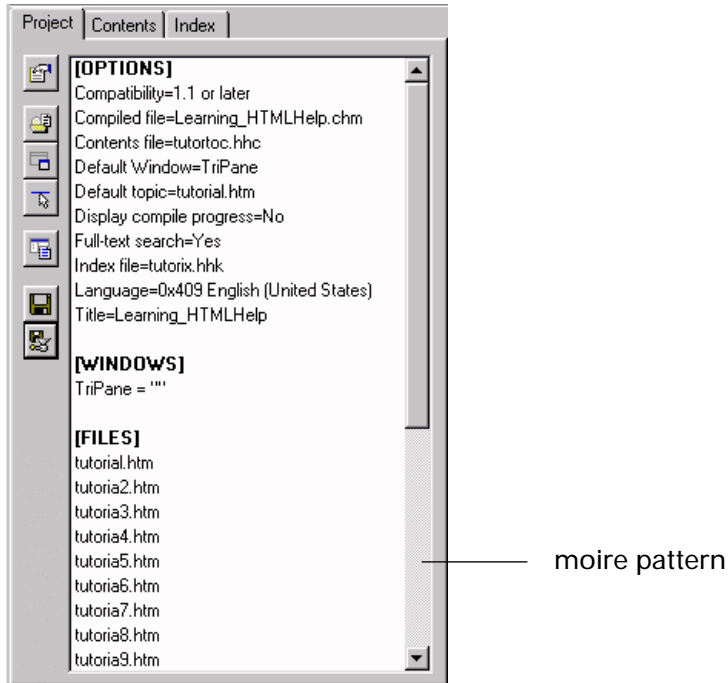 Project Contents Index
[OPTIONS]
Compatibility=1.1 or later
Compiled file=Learning_HTMLHelp.chm
Contents file=tutortoc.hhc
Default Window=TriPane
Default topic=tutorial.htm
Display compile progress=No
Full-text search=Yes
Index file=tutorix.hhk
Language=0x409 English (United States)
Title=Learning_HTMLHelp
[WINDOWS]
TriPane = ""
[FILES]
tutorial.htm
tutoria2.htm
tutoria3.htm
tutoria4.htm
tutoria5.htm
tutoria6.htm
tutoria7.htm
tutoria8.htm
tutoria9.htm
moire pattern